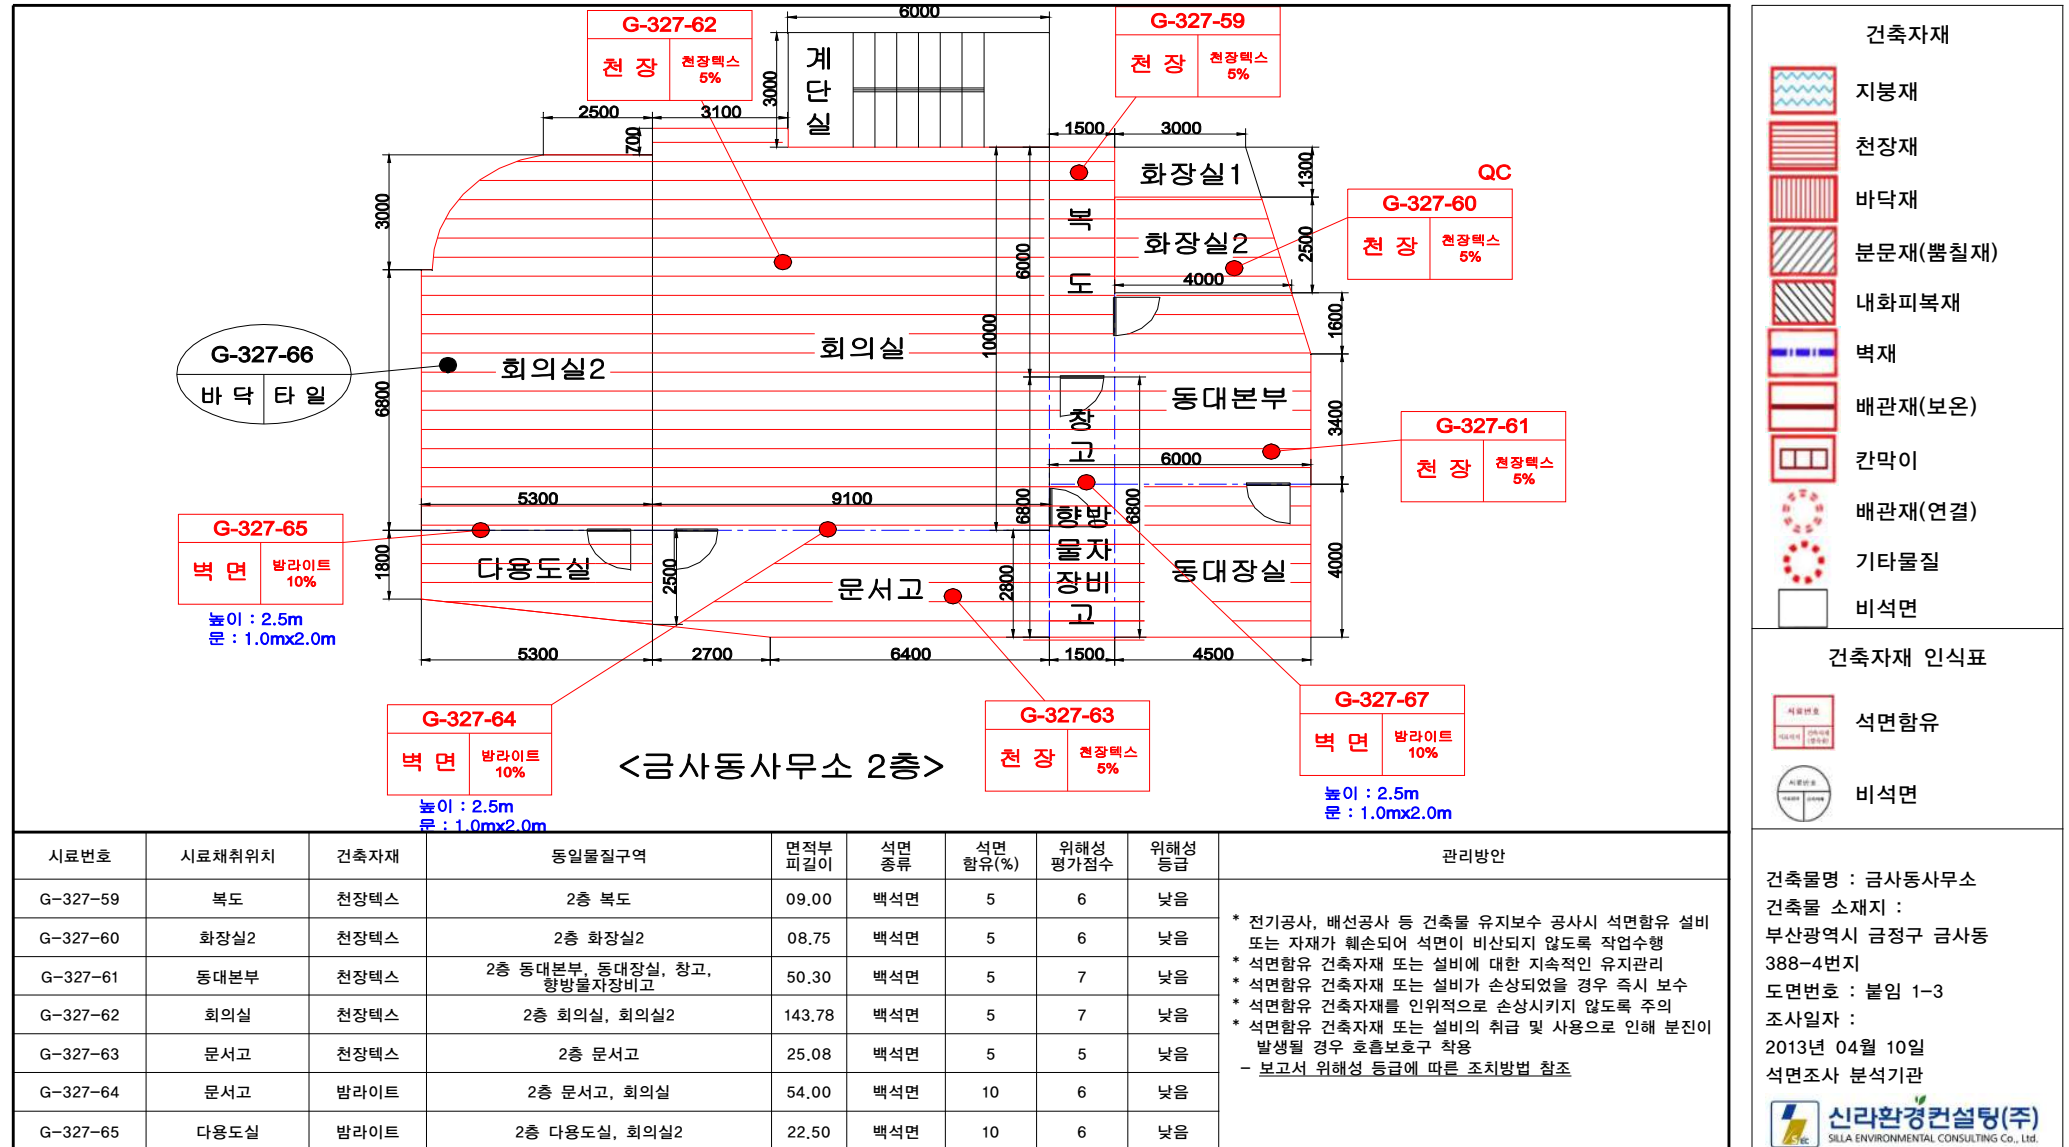 G-327-62
천 장
천장텍스
5%
6000
G-327-59
천 장
천장텍스
5%
계
단
실
3000
2500
3100
700
1500
3000
화장실1
1300
QC
G-327-60
천 장
천장텍스
5%
3000
복
도
6000
화장실2
2500
4000
1600
G-327-66
바 닥
타 일
회의실2
회의실
10000
6800
창
고
동대본부
3400
G-327-61
천 장
천장텍스
5%
6000
5300
9100
6800
6800
G-327-65
벽 면
밤라이트
10%
높이 : 2.5m
문 : 1.0mx2.0m
1800
다용도실
2500
문서고
2800
향방
물자
장비
고
동대장실
4000
5300
2700
6400
1500
4500
G-327-64
벽 면
밤라이트
10%
높이 : 2.5m
문 : 1.0mx2.0m
<금사동사무소 2층>
G-327-63
천 장
천장텍스
5%
G-327-67
벽 면
밤라이트
10%
높이 : 2.5m
문 : 1.0mx2.0m
시료번호 시료채취위치 건축자재 동일물질구역 면적부피길이 석면종류 석면함유(%) 위해성평가점수 위해성등급 관리방안
G-327-59 복도 천장텍스 2층 복도 09.00 백석면 5 6 낮음
G-327-60 화장실2 천장텍스 2층 화장실2 08.75 백석면 5 6 낮음
G-327-61 동대본부 천장텍스 2층 동대본부, 동대장실, 창고, 향방물자장비고 50.30 백석면 5 7 낮음
G-327-62 회의실 천장텍스 2층 회의실, 회의실2 143.78 백석면 5 7 낮음
G-327-63 문서고 천장텍스 2층 문서고 25.08 백석면 5 5 낮음
G-327-64 문서고 밤라이트 2층 문서고, 회의실 54.00 백석면 10 6 낮음
G-327-65 다용도실 밤라이트 2층 다용도실, 회의실2 22.50 백석면 10 6 낮음
* 전기공사, 배선공사 등 건축물 유지보수 공사시 석면함유 설비
또는 자재가 훼손되어 석면이 비산되지 않도록 작업수행
* 석면함유 건축자재 또는 설비에 대한 지속적인 유지관리
* 석면함유 건축자재 또는 설비가 손상되었을 경우 즉시 보수
* 석면함유 건축자재를 인위적으로 손상시키지 않도록 주의
* 석면함유 건축자재 또는 설비의 취급 및 사용으로 인해 분진이
발생될 경우 호흡보호구 착용
- 보고서 위해성 등급에 따른 조치방법 참조
건축자재
지붕재
천장재
바닥재
분문재(뿜칠재)
내화피복재
벽재
배관재(보온)
칸막이
배관재(연결)
기타물질
비석면
건축자재 인식표
석면함유
비석면
건축물명 : 금사동사무소
건축물 소재지 :
부산광역시 금정구 금사동
388-4번지
도면번호 : 붙임 1-3
조사일자 :
2013년 04월 10일
석면조사 분석기관
신라환경컨설팅(주)
SILLA ENVIRONMENTAL CONSULTING Co., Ltd.